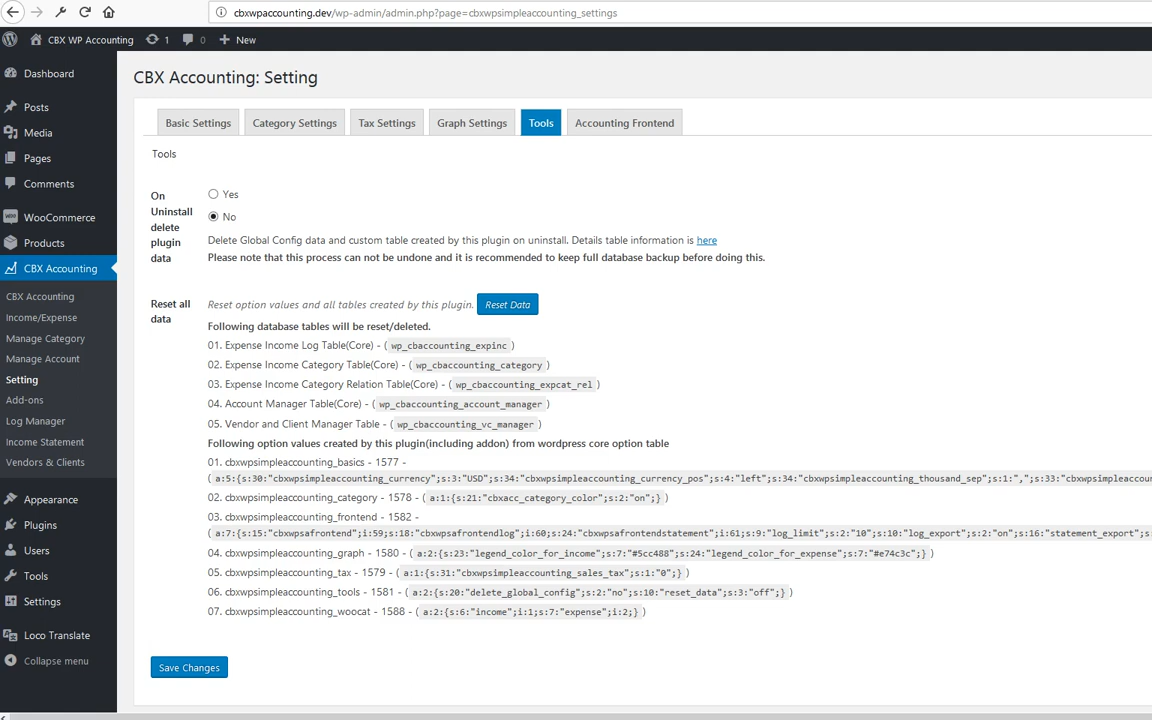 cbxwpaccounting.dev/wp-admin/admin.php?page=cbxwpsimpleaccounting_settings
CBX WP Accounting 1 0 New
Dashboard
Posts
Media
Pages
Comments
WooCommerce
Products
CBX Accounting
CBX Accounting
Income/Expense
Manage Category
Manage Account
Setting
Add-ons
Log Manager
Income Statement
Vendors & Clients
Appearance
Plugins
Users
Tools
Settings
Loco Translate
Collapse menu
CBX Accounting: Setting
Basic Settings Category Settings Tax Settings Graph Settings Tools Accounting Frontend
Tools
On
Uninstall
delete
plugin
data
Yes
No
Delete Global Config data and custom table created by this plugin on uninstall. Details table information is here
Please note that this process can not be undone and it is recommended to keep full database backup before doing this.
Reset all
data
Reset option values and all tables created by this plugin. Reset Data
Following database tables will be reset/deleted.
01. Expense Income Log Table(Core) - ( wp_cbaccounting_expinc )
02. Expense Income Category Table(Core) - ( wp_cbaccounting_category )
03. Expense Income Category Relation Table(Core) - ( wp_cbaccounting_expcat_rel )
04. Account Manager Table(Core) - ( wp_cbaccounting_account_manager )
05. Vendor and Client Manager Table - ( wp_cbaccounting_vc_manager )
Following option values created by this plugin(including addon) from wordpress core option table
01. cbxwpsimpleaccounting_basics - 1577 -
( a:5:{s:30:"cbxwpsimpleaccounting_currency";s:3:"USD";s:34:"cbxwpsimpleaccounting_currency_pos";s:4:"left";s:34:"cbxwpsimpleaccounting_thousand_sep";s:1:",";s:33:"cbxwpsimpleaccoun
02. cbxwpsimpleaccounting_category - 1578 - ( a:1:{s:21:"cbxacc_category_color";s:2:"on";} )
03. cbxwpsimpleaccounting_frontend - 1582 -
( a:7:{s:15:"cbxwpsafrontend";i:59;s:18:"cbxwpsafrontendlog";i:60;s:24:"cbxwpsafrontendstatement";i:61;s:9:"log_limit";s:2:"10";s:10:"log_export";s:2:"on";s:16:"statement_export";s
04. cbxwpsimpleaccounting_graph - 1580 - ( a:2:{s:23:"legend_color_for_income";s:7:"#5cc488";s:24:"legend_color_for_expense";s:7:"#e74c3c";} )
05. cbxwpsimpleaccounting_tax - 1579 - ( a:1:{s:31:"cbxwpsimpleaccounting_sales_tax";s:1:"0";} )
06. cbxwpsimpleaccounting_tools - 1581 - ( a:2:{s:20:"delete_global_config";s:2:"no";s:10:"reset_data";s:3:"off";} )
07. cbxwpsimpleaccounting_woocat - 1588 - ( a:2:{s:6:"income";i:1;s:7:"expense";i:2;} )
Save Changes